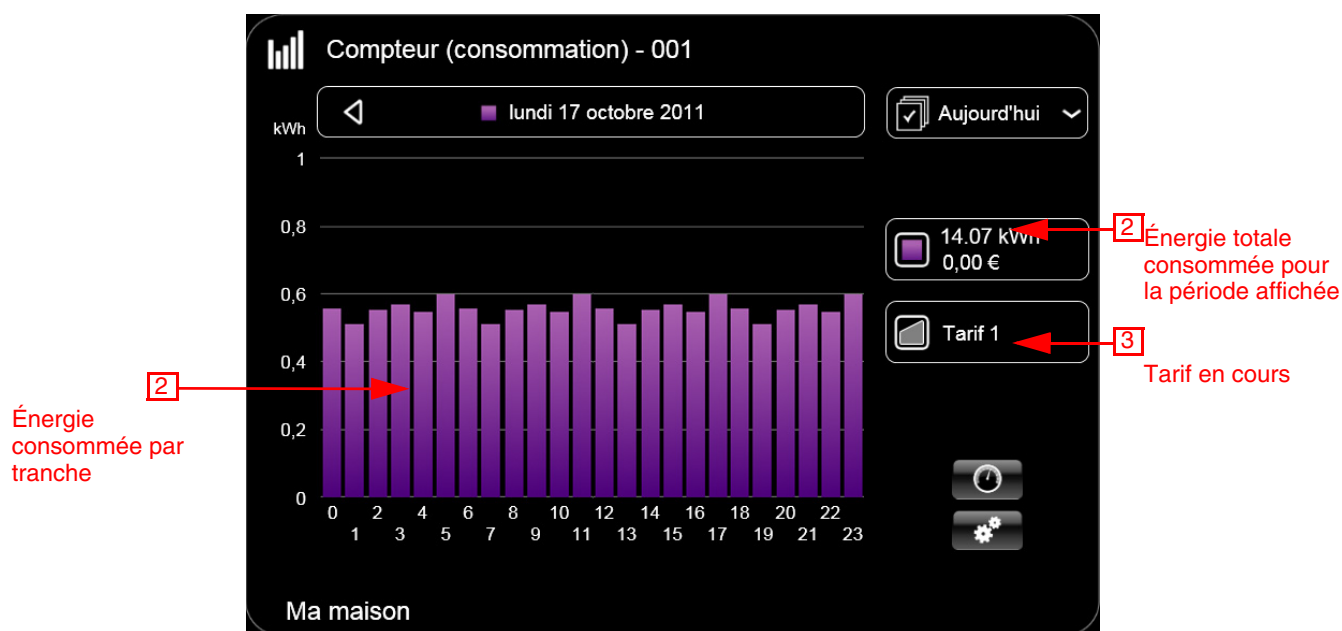 Compteur (consommation) - 001
lundi 17 octobre 2011
Aujourd'hui
kWh
1
0,8
0,6
0,4
0,2
0
0 2 4 6 8 10 12 14 16 18 20 22
1 3 5 7 9 11 13 15 17 19 21 23
14.07 kWh
0,00 €
Tarif 1
2
Énergie totale
consommée pour
la période affichée
3
Tarif en cours
2
Énergie
consommée par
tranche
Ma maison